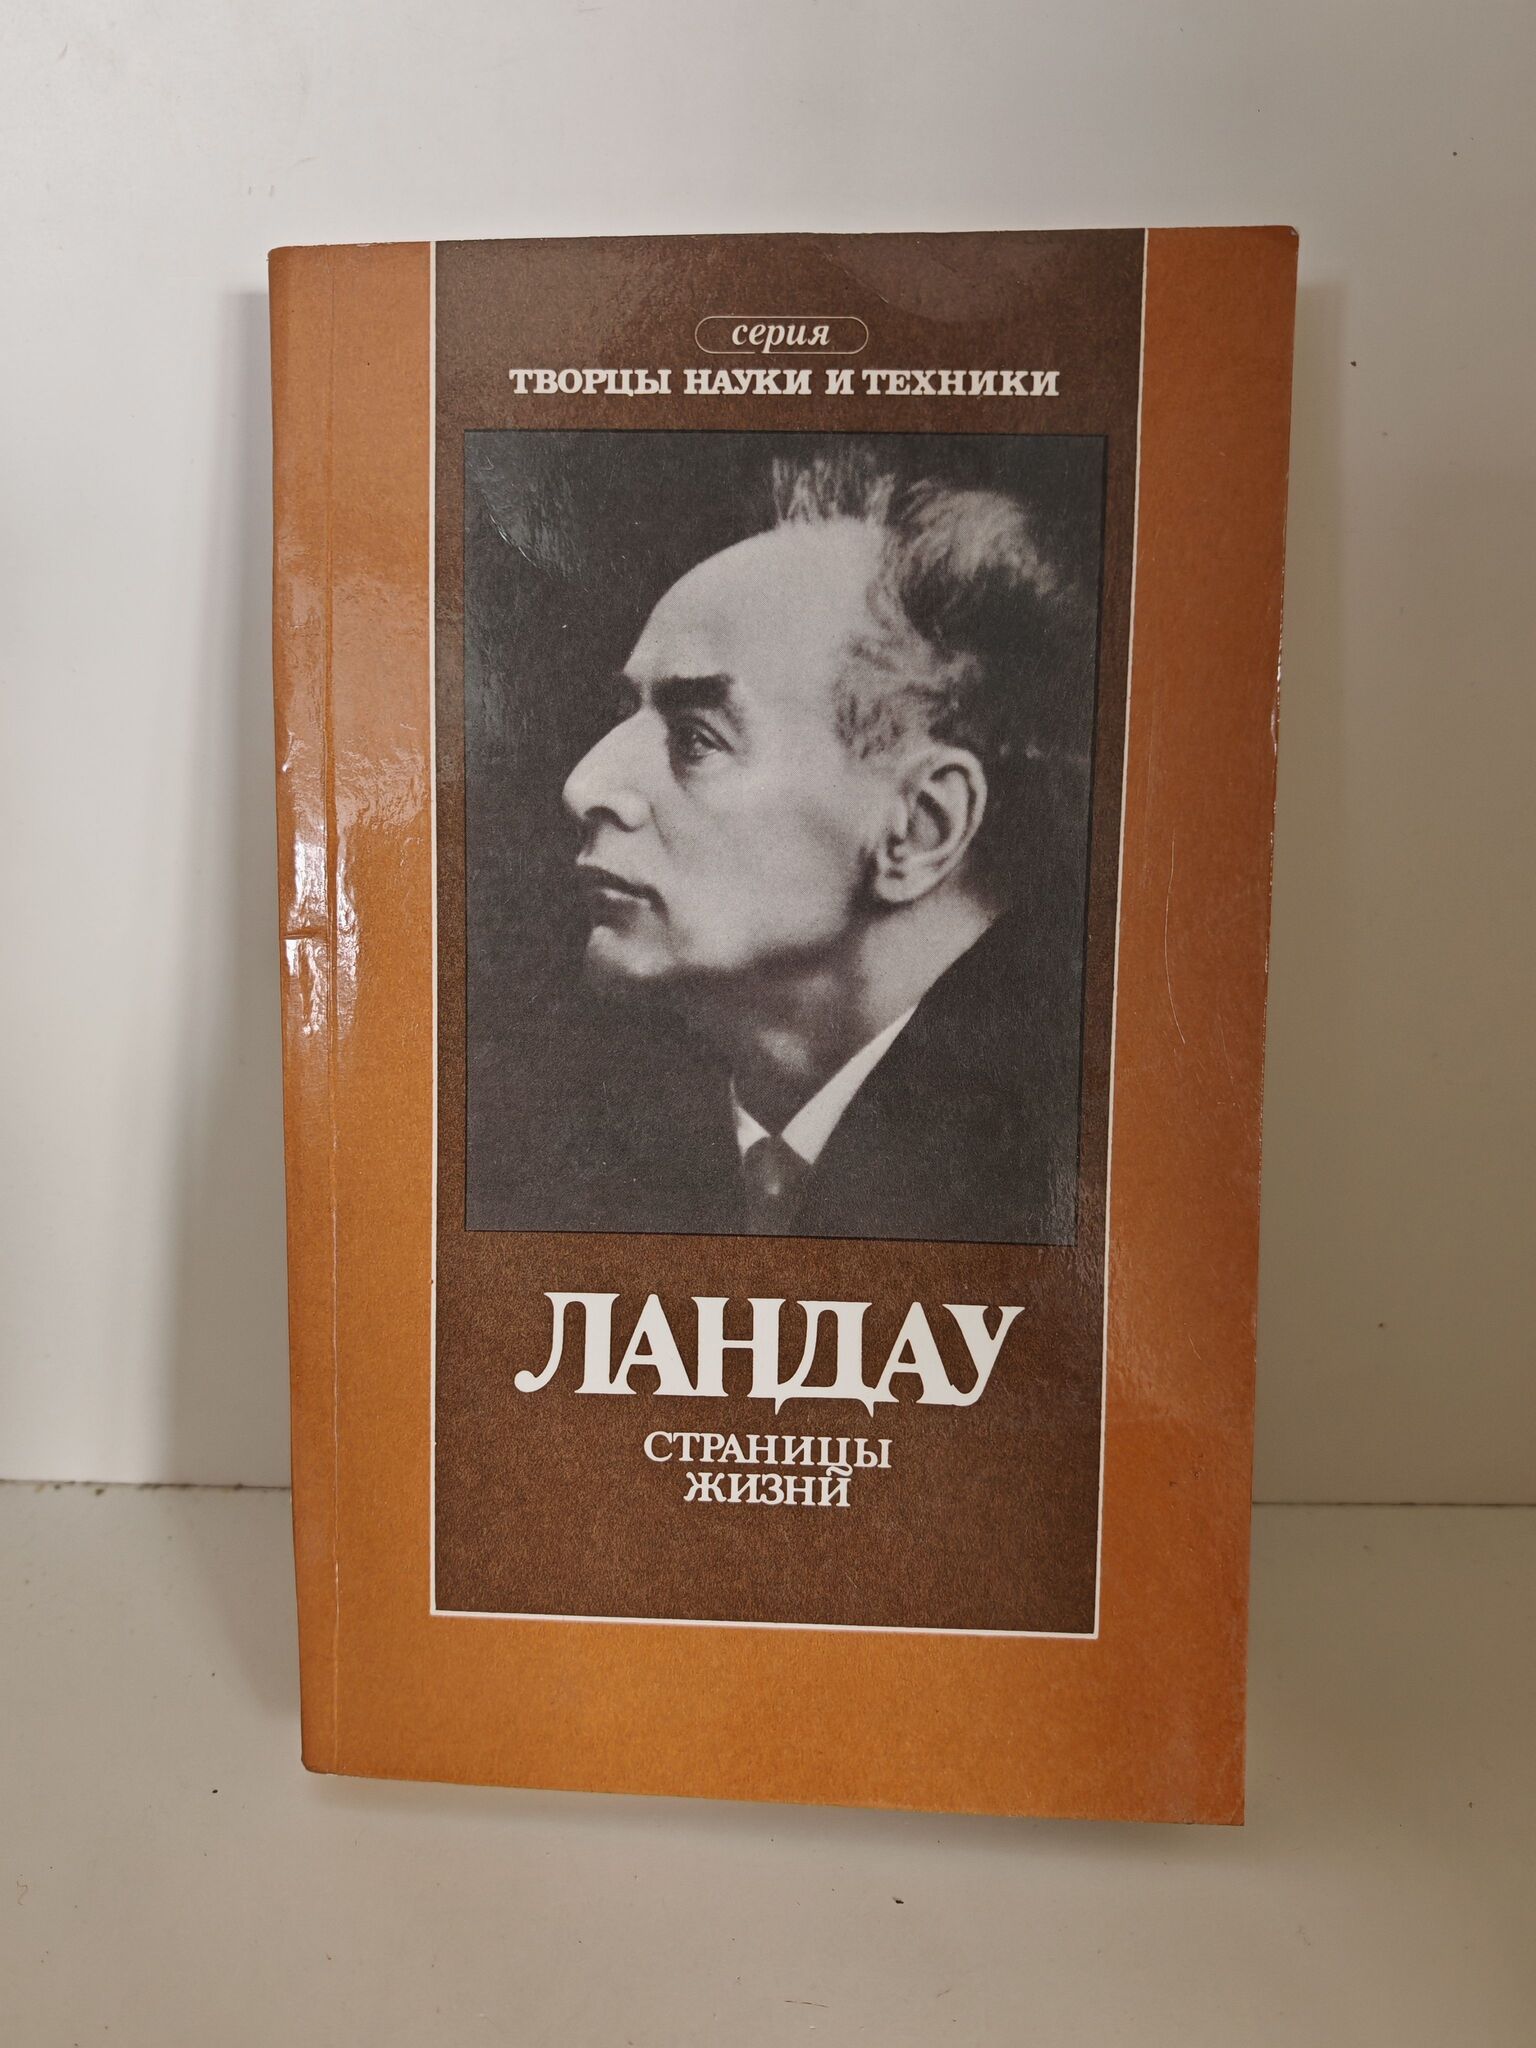 серия
ТВОРЦЫ НАУКИ И ТЕХНИКИ
ЛАНДАУ
СТРАНИЦЫ
ЖИЗНИ